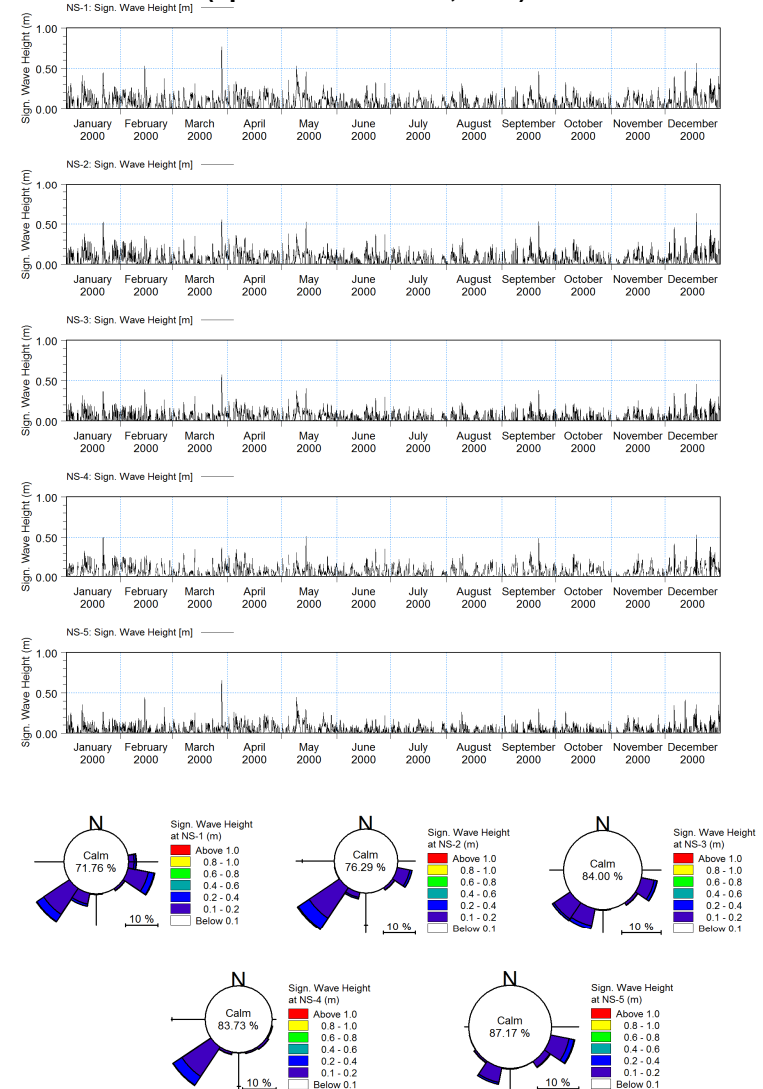 NS-1: Sign. Wave Height [m]
Sign. Wave Height (m)
1.00
0.50
0.00
January February March April May June July August September October November December
2000 2000 2000 2000 2000 2000 2000 2000 2000 2000 2000 2000
NS-2: Sign. Wave Height [m]
Sign. Wave Height (m)
1.00
0.50
0.00
January February March April May June July August September October November December
2000 2000 2000 2000 2000 2000 2000 2000 2000 2000 2000 2000
NS-3: Sign. Wave Height [m]
Sign. Wave Height (m)
1.00
0.50
0.00
January February March April May June July August September October November December
2000 2000 2000 2000 2000 2000 2000 2000 2000 2000 2000 2000
NS-4: Sign. Wave Height [m]
Sign. Wave Height (m)
1.00
0.50
0.00
January February March April May June July August September October November December
2000 2000 2000 2000 2000 2000 2000 2000 2000 2000 2000 2000
NS-5: Sign. Wave Height [m]
Sign. Wave Height (m)
1.00
0.50
0.00
January February March April May June July August September October November December
2000 2000 2000 2000 2000 2000 2000 2000 2000 2000 2000 2000
N
Calm
71.76 %
10 %
Sign. Wave Height
at NS-1 (m)
Above 1.0
0.8 - 1.0
0.6 - 0.8
0.4 - 0.6
0.2 - 0.4
0.1 - 0.2
Below 0.1
N
Calm
76.29 %
10 %
Sign. Wave Height
at NS-2 (m)
Above 1.0
0.8 - 1.0
0.6 - 0.8
0.4 - 0.6
0.2 - 0.4
0.1 - 0.2
Below 0.1
N
Calm
84.00 %
10 %
Sign. Wave Height
at NS-3 (m)
Above 1.0
0.8 - 1.0
0.6 - 0.8
0.4 - 0.6
0.2 - 0.4
0.1 - 0.2
Below 0.1
N
Calm
83.73 %
10 %
Sign. Wave Height
at NS-4 (m)
Above 1.0
0.8 - 1.0
0.6 - 0.8
0.4 - 0.6
0.2 - 0.4
0.1 - 0.2
Below 0.1
N
Calm
87.17 %
10 %
Sign. Wave Height
at NS-5 (m)
Above 1.0
0.8 - 1.0
0.6 - 0.8
0.4 - 0.6
0.2 - 0.4
0.1 - 0.2
Below 0.1